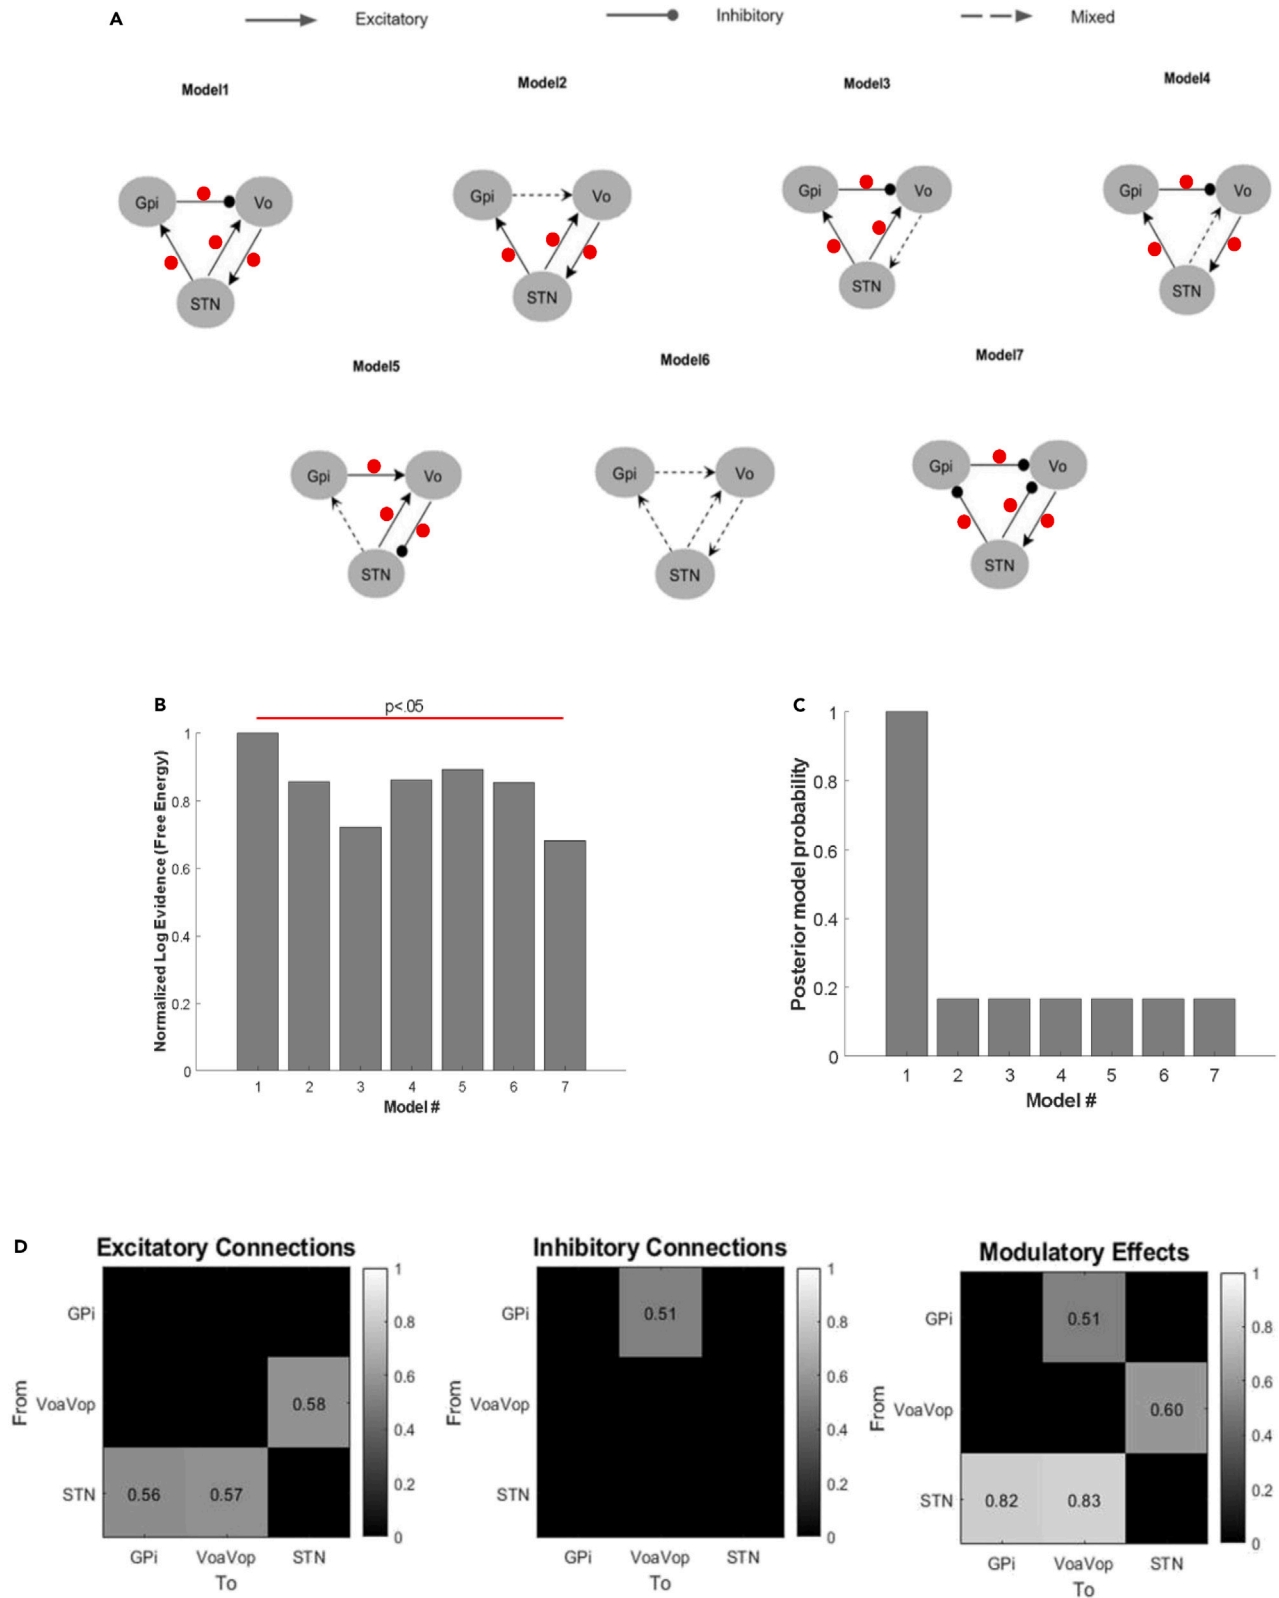 A
Excitatory
Inhibitory
Mixed
Model1
Model2
Model3
Model4
Gpi
Vo
STN
Gpi
Vo
STN
Gpi
Vo
STN
Gpi
Vo
STN
Model5
Model6
Model7
Gpi
Vo
STN
Gpi
Vo
STN
Gpi
Vo
STN
B
p<.05
Normalized Log Evidence (Free Energy)
1
0.8
0.6
0.4
0.2
0
1 2 3 4 5 6 7
Model #
C
Posterior model probability
1
0.8
0.6
0.4
0.2
0
1 2 3 4 5 6 7
Model #
D
Excitatory Connections
From
GPi
VoaVop
STN
0.58
0.56 0.57
GPi VoaVop STN
To
1
0.8
0.6
0.4
0.2
0
Inhibitory Connections
From
GPi
VoaVop
STN
0.51
GPi VoaVop STN
To
1
0.8
0.6
0.4
0.2
0
Modulatory Effects
From
GPi
VoaVop
STN
0.51
0.60
0.82 0.83
GPi VoaVop STN
To
1
0.8
0.6
0.4
0.2
0